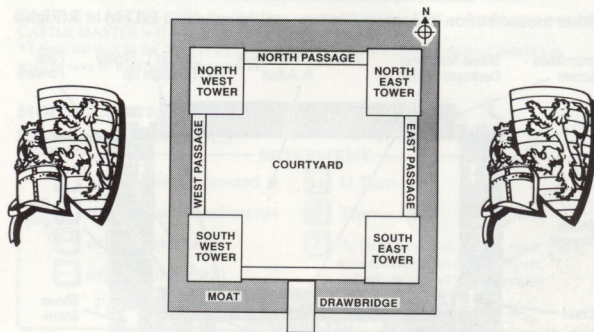 N
NORTH PASSAGE
NORTH
WEST
TOWER
NORTH
EAST
TOWER
WEST PASSAGE
COURTYARD
EAST PASSAGE
SOUTH
WEST
TOWER
SOUTH
EAST
TOWER
MOAT
DRAWBRIDGE